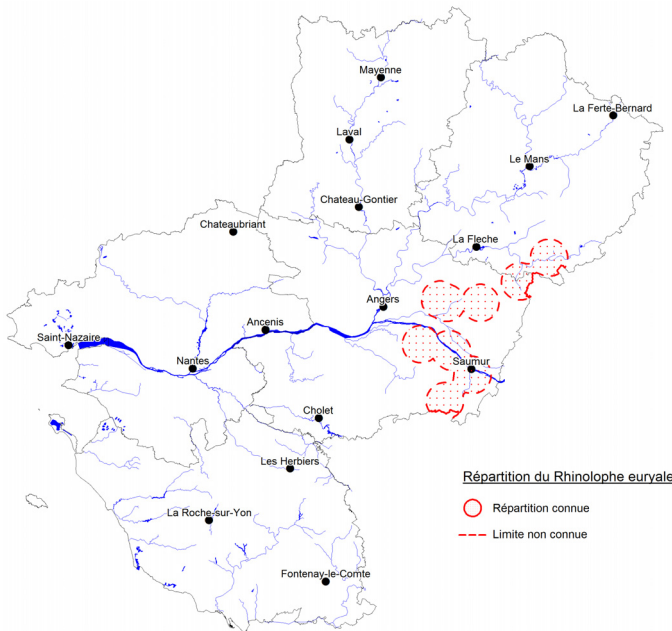 Mayenne
La Ferte-Bernard
Laval
Le Mans
Chateau-Gontier
Chateaubriant
La Fleche
Angers
Ancenis
Saint-Nazaire
Nantes
Saumur
Cholet
Les Herbiers
Répartition du Rhinolophe euryale
Répartition connue
La Roche-sur-Yon
Limite non connue
Fontenay-le-Comte